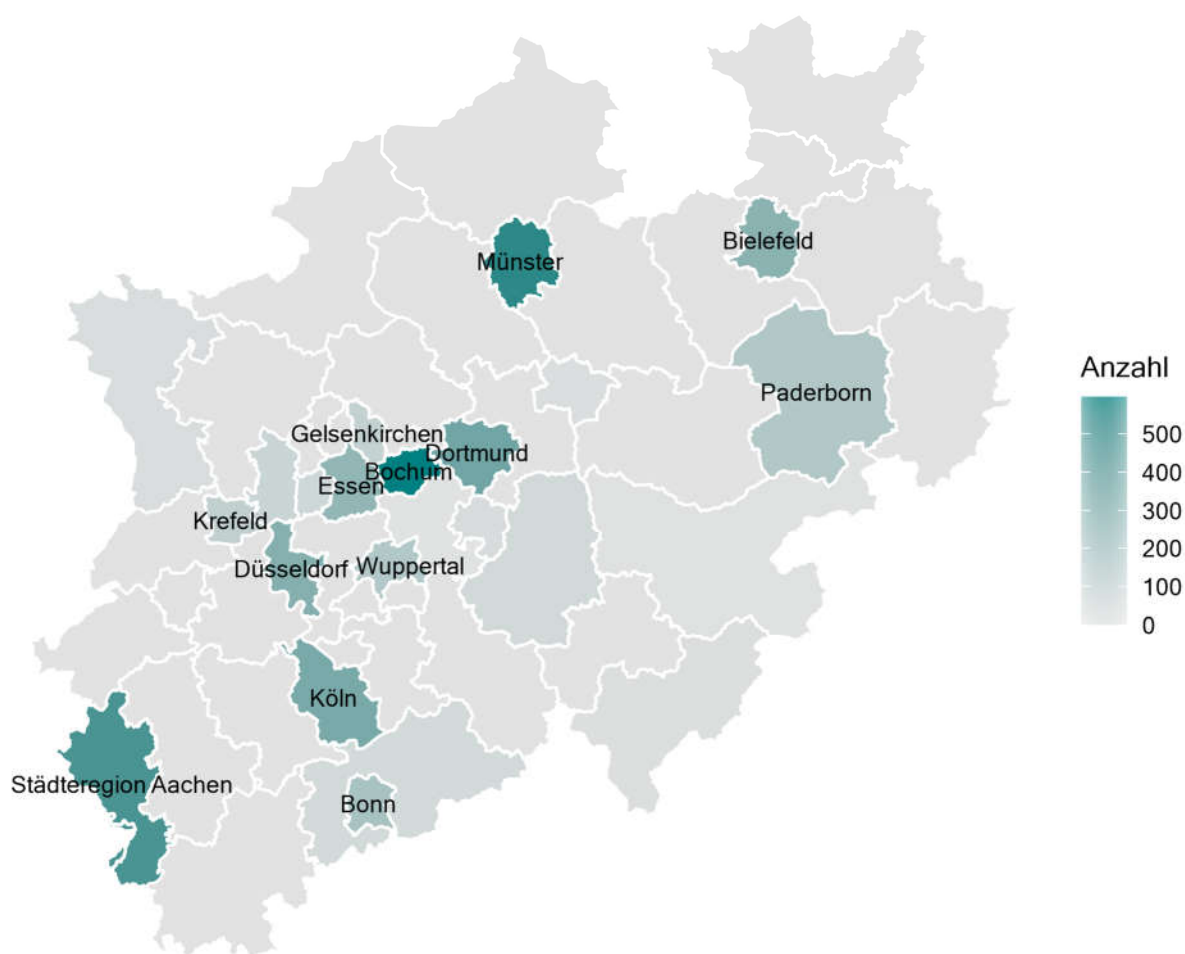 Münster
Bielefeld
Anzahl
Paderborn
Gelsenkirchen
Dortmund
Bochum
Essen
Krefeld
Düsseldorf
Wuppertal
Köln
Städteregion Aachen
Bonn
500
400
300
200
100
0